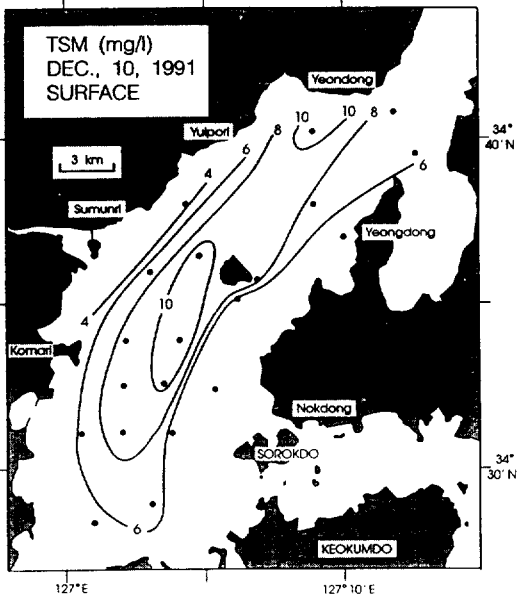 TSM (mg/l)
DEC., 10, 1991
SURFACE
Yeondong
10 10 8
Yulpori
8
6
34°
40'N
3 km
4
6
Sumunri
Yeongdong
10
4
Komari
Nokdong
SOROKDO
34°
30'N
6
KEOKUMDO
127°E
127°10'E